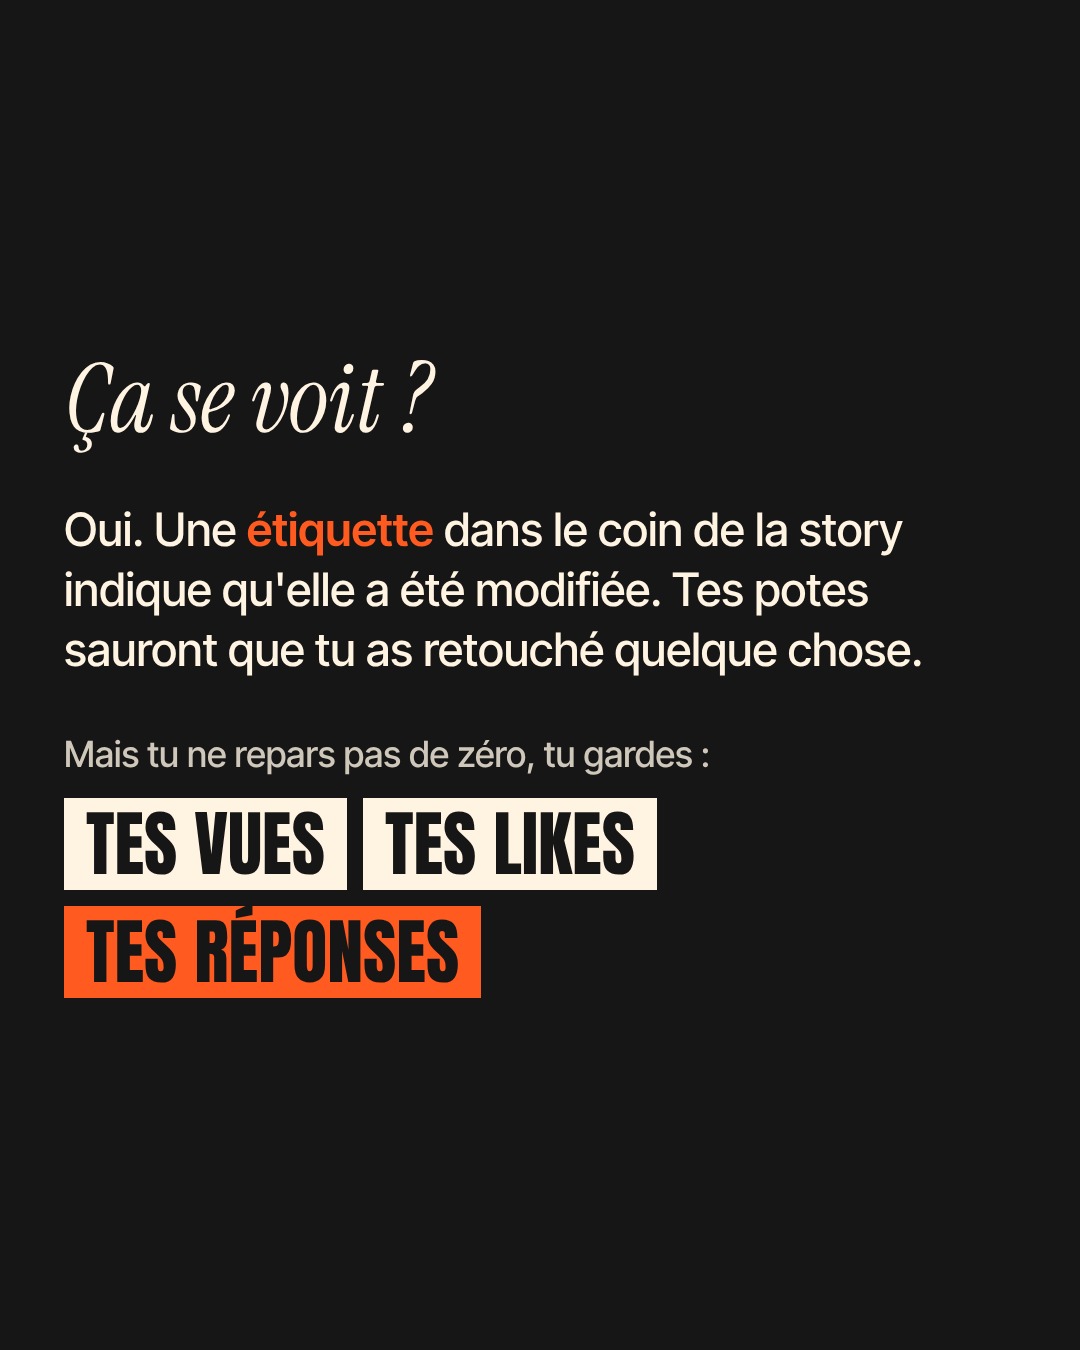 Ça se voit ?
Oui. Une étiquette dans le coin de la story
indique qu'elle a été modifiée. Tes potes
sauront que tu as retouché quelque chose.
Mais tu ne repars pas de zéro, tu gardes :
TES VUES TES LIKES
TES RÉPONSES